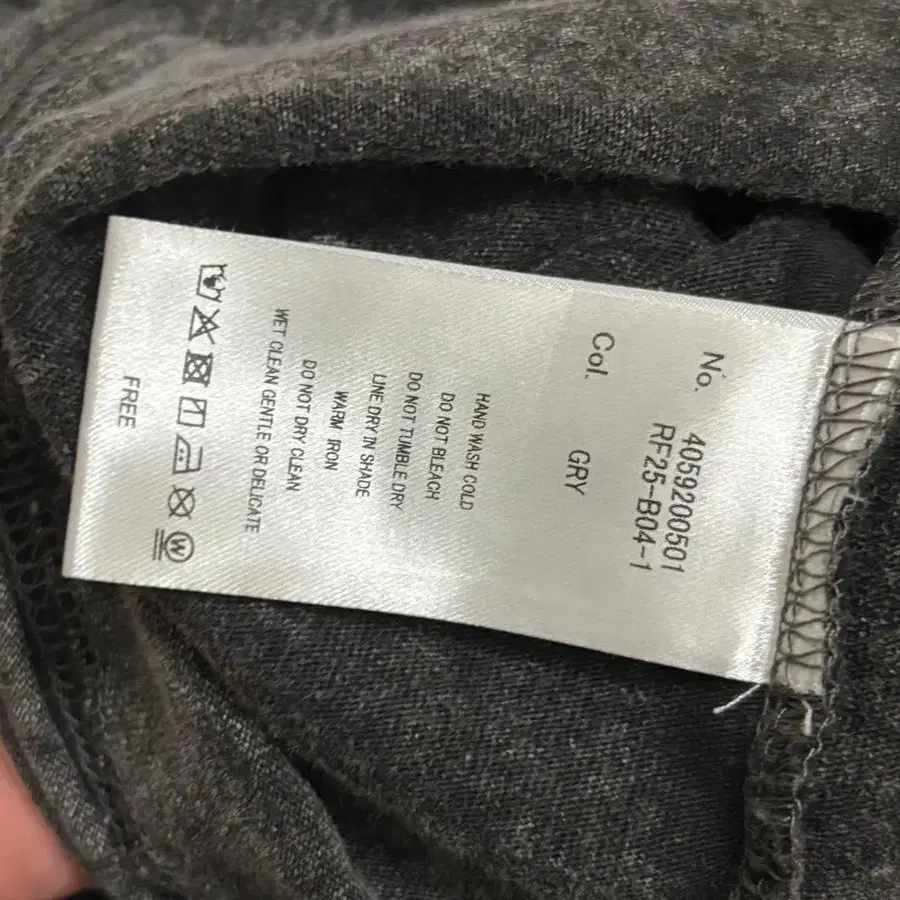 No. 4059200501
RF25-B04-1
Col. GRY
HAND WASH COLD
DO NOT BLEACH
DO NOT TUMBLE DRY
LINE DRY IN SHADE
WARM IRON
DO NOT DRY CLEAN
WET CLEAN GENTLE OR DELICATE
W
FREE